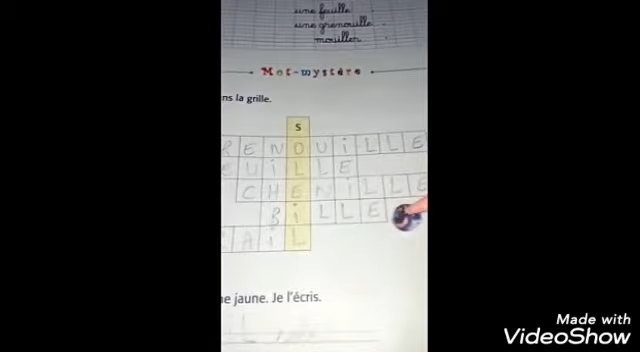 une feuille
une grenouille
mouiller
Mot-mystère
ns la grille.
S
RENOUILLE
EUiLLE
CHENiLLE
BiLLE
AiL
e jaune. Je l'écris.
Made with
VideoShow